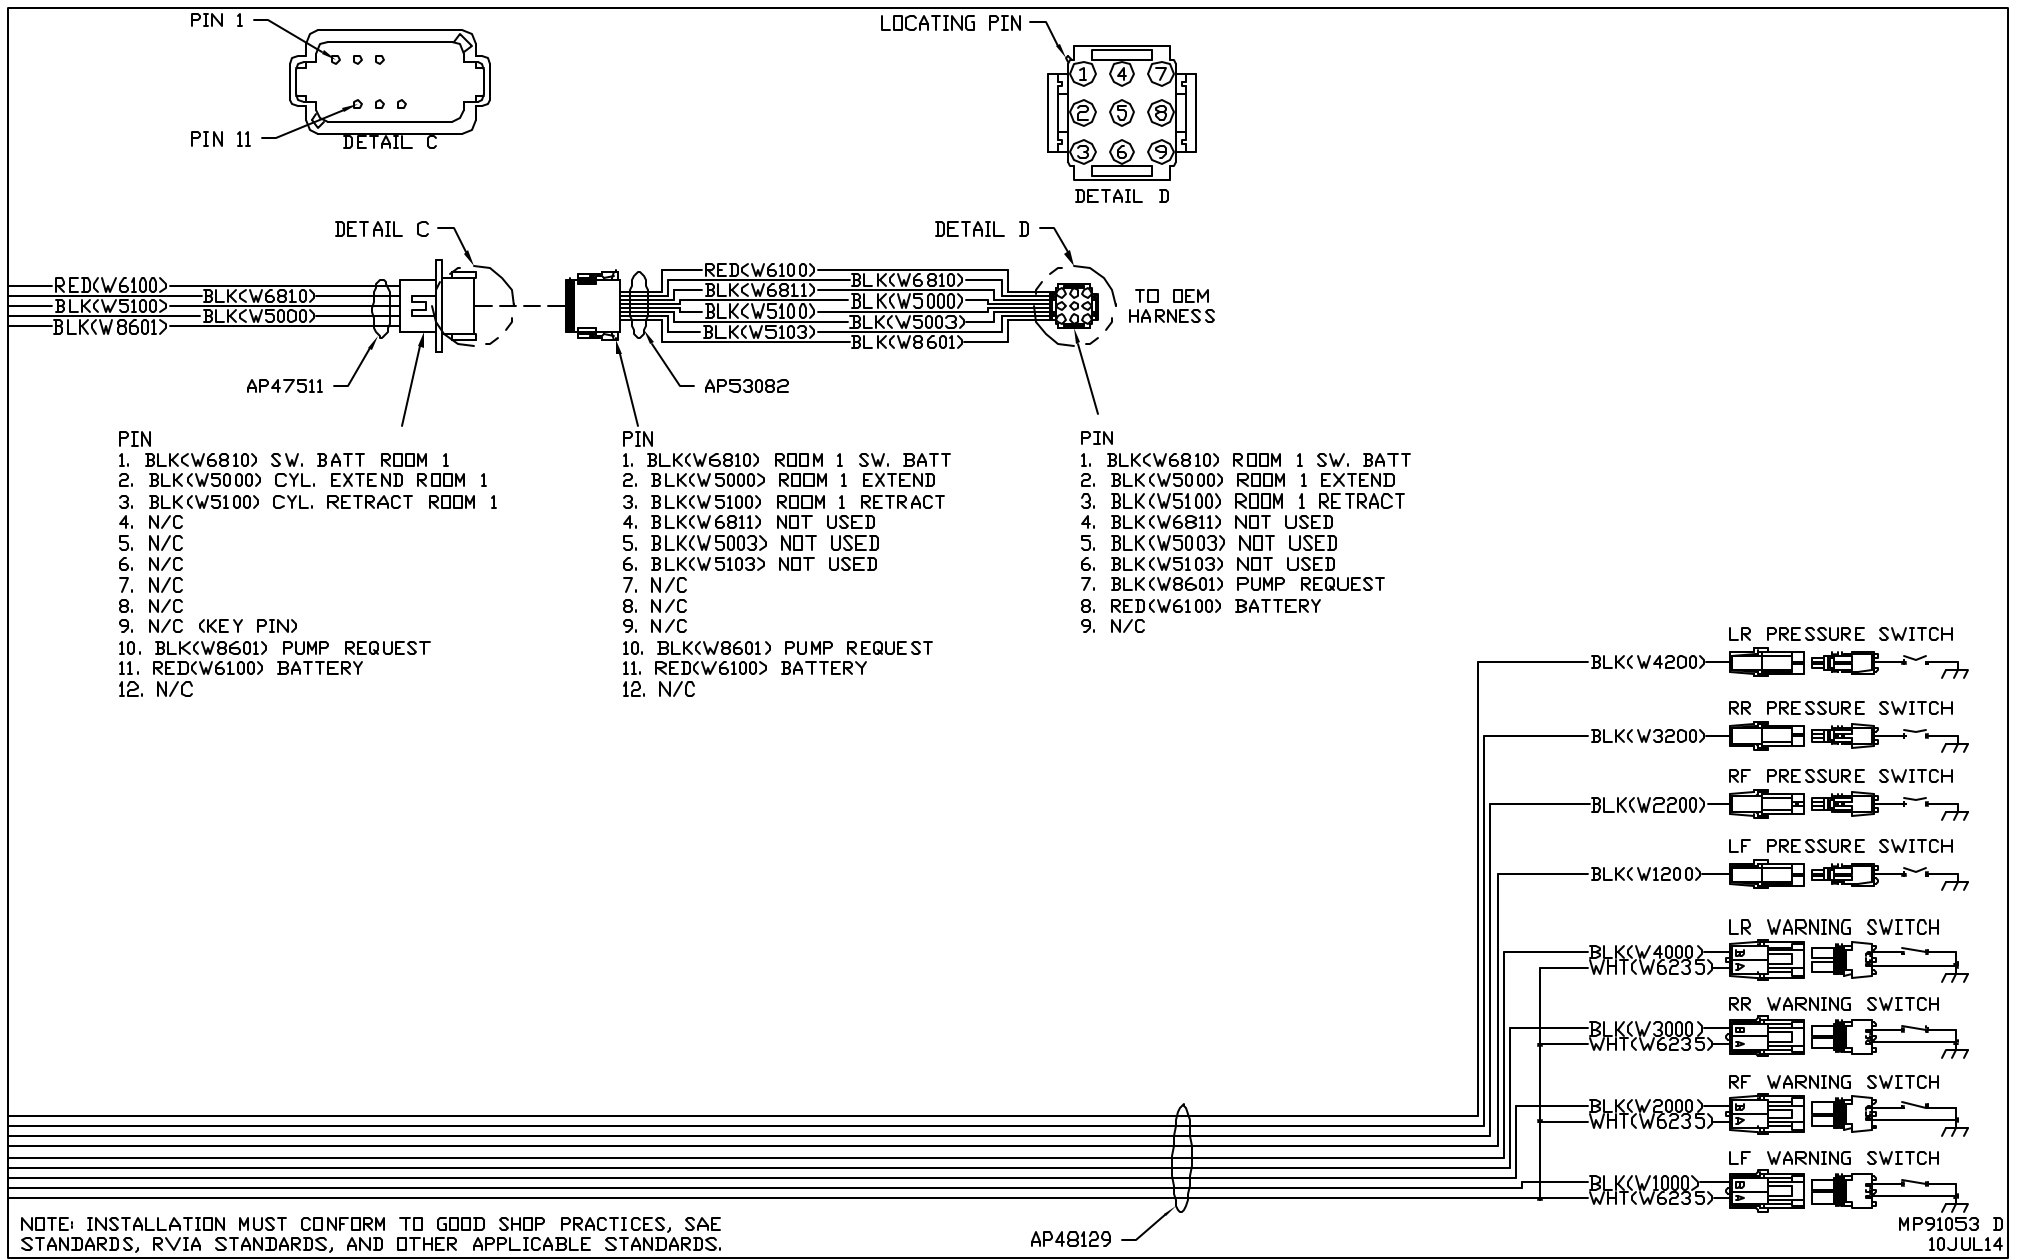 PIN 1
PIN 11
DETAIL C
LOCATING PIN
1 4 7
2 5 8
3 6 9
DETAIL D
DETAIL C
RED(W6100)
BLK(W6810)
BLK(W5100)
BLK(W5000)
BLK(W8601)
AP47511
DETAIL D
RED(W6100)
BLK(W6810)
BLK(W6811)
BLK(W5000)
BLK(W5100)
BLK(W5003)
BLK(W5103)
BLK(W8601)
AP53082
TO OEM
HARNESS
PIN
1. BLK(W6810) SW. BATT ROOM 1
2. BLK(W5000) CYL. EXTEND ROOM 1
3. BLK(W5100) CYL. RETRACT ROOM 1
4. N/C
5. N/C
6. N/C
7. N/C
8. N/C
9. N/C (KEY PIN)
10. BLK(W8601) PUMP REQUEST
11. RED(W6100) BATTERY
12. N/C
PIN
1. BLK(W6810) ROOM 1 SW. BATT
2. BLK(W5000) ROOM 1 EXTEND
3. BLK(W5100) ROOM 1 RETRACT
4. BLK(W6811) NOT USED
5. BLK(W5003) NOT USED
6. BLK(W5103) NOT USED
7. N/C
8. N/C
9. N/C
10. BLK(W8601) PUMP REQUEST
11. RED(W6100) BATTERY
12. N/C
PIN
1. BLK(W6810) ROOM 1 SW. BATT
2. BLK(W5000) ROOM 1 EXTEND
3. BLK(W5100) ROOM 1 RETRACT
4. BLK(W6811) NOT USED
5. BLK(W5003) NOT USED
6. BLK(W5103) NOT USED
7. BLK(W8601) PUMP REQUEST
8. RED(W6100) BATTERY
9. N/C
LR PRESSURE SWITCH
BLK(W4200)
RR PRESSURE SWITCH
BLK(W3200)
RF PRESSURE SWITCH
BLK(W2200)
LF PRESSURE SWITCH
BLK(W1200)
LR WARNING SWITCH
BLK(W4000) B
WHT(W6235) A
RR WARNING SWITCH
BLK(W3000) B
WHT(W6235) A
RF WARNING SWITCH
BLK(W2000) B
WHT(W6235) A
LF WARNING SWITCH
BLK(W1000) B
WHT(W6235) A
AP48129
NOTE: INSTALLATION MUST CONFORM TO GOOD SHOP PRACTICES, SAE
STANDARDS, RVIA STANDARDS, AND OTHER APPLICABLE STANDARDS.
MP91053 D
10JUL14